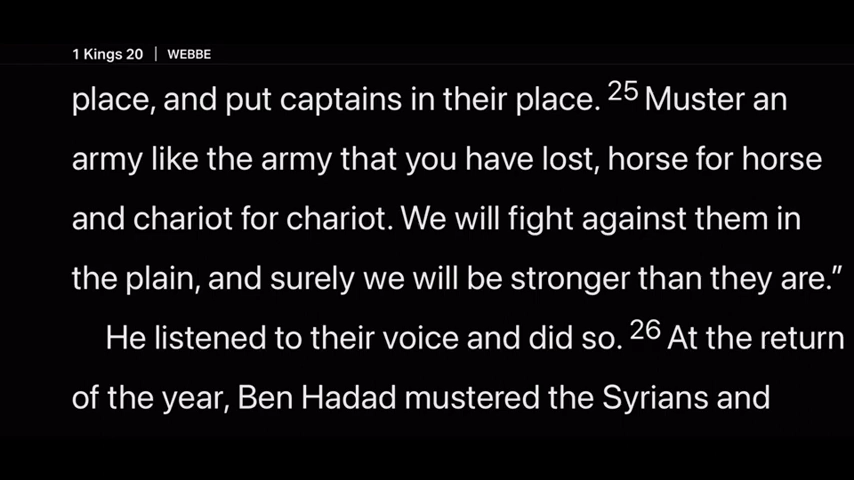 1 Kings 20 | WEBBE
place, and put captains in their place. 25 Muster an
army like the army that you have lost, horse for horse
and chariot for chariot. We will fight against them in
the plain, and surely we will be stronger than they are.”
He listened to their voice and did so. 26 At the return
of the year, Ben Hadad mustered the Syrians and